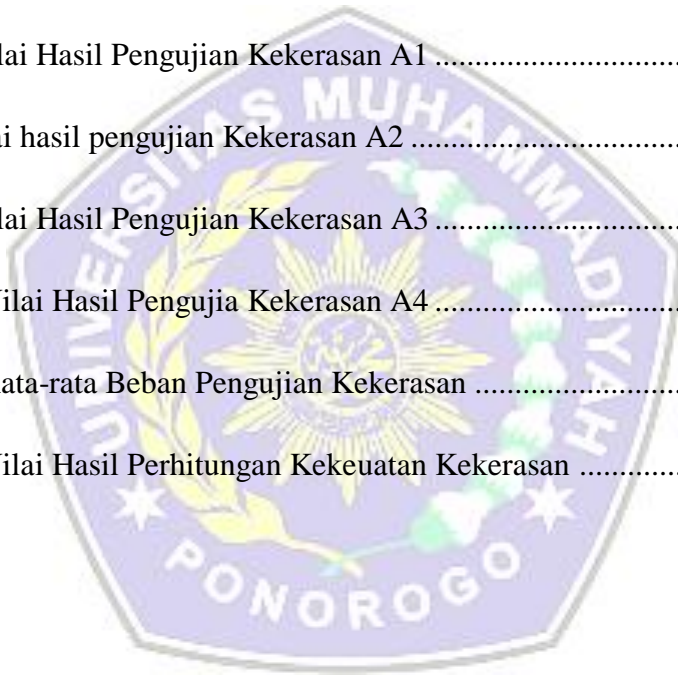 lai Hasil Pengujian Kekerasan A1 ..............................
ai hasil pengujian Kekerasan A2 .................................
lai Hasil Pengujian Kekerasan A3 ..............................
Nilai Hasil Pengujia Kekerasan A4 ..............................
ata-rata Beban Pengujian Kekerasan .........................
Nilai Hasil Perhitungan Kekeuatan Kekerasan .............
UNIVERSITAS MUHAMMADIYAH
PONOROGO